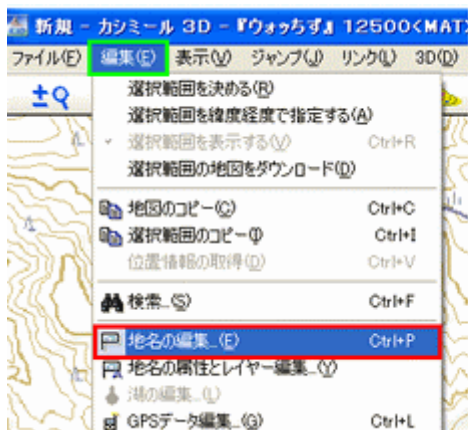 新規 - カシミール 3D - 『ウォッちず』 12500<MAT
ファイル(F) 編集(E) 表示(V) ジャンプ(J) リンク(L) 3D(D)
選択範囲を決める(R)
選択範囲を緯度経度で指定する(A)
選択範囲を表示する(V) Ctrl+R
選択範囲の地図をダウンロード(D)
地図のコピー(C) Ctrl+C
選択範囲のコピー(I) Ctrl+I
位置情報の取得(D) Ctrl+V
検索...(S) Ctrl+F
地名の編集...(E) Ctrl+P
地名の属性とレイヤー編集...(Y)
湖の編集...(L)
GPSデータ編集...(G) Ctrl+L